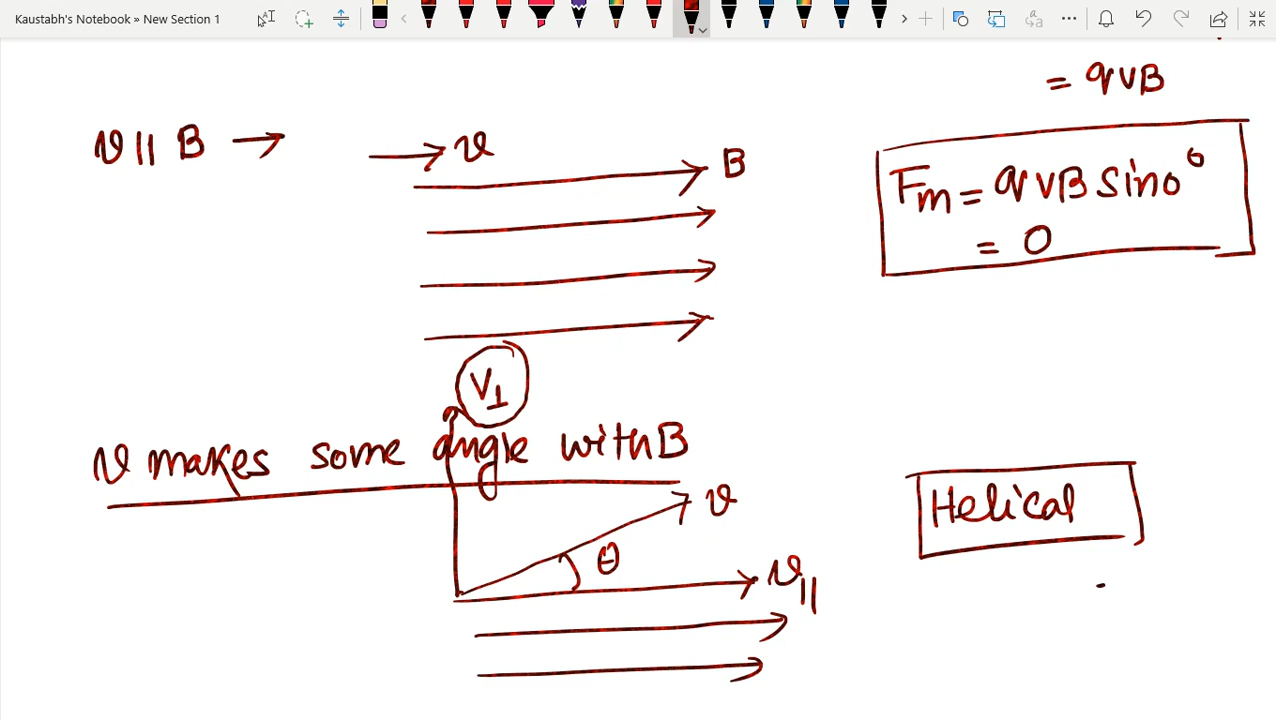 Kaustabh's Notebook » New Section 1
= qvB
v || B → → v
B
Fm = qvB sin0°
= 0
V⊥
v makes some angle with B
v
θ
v||
Helical